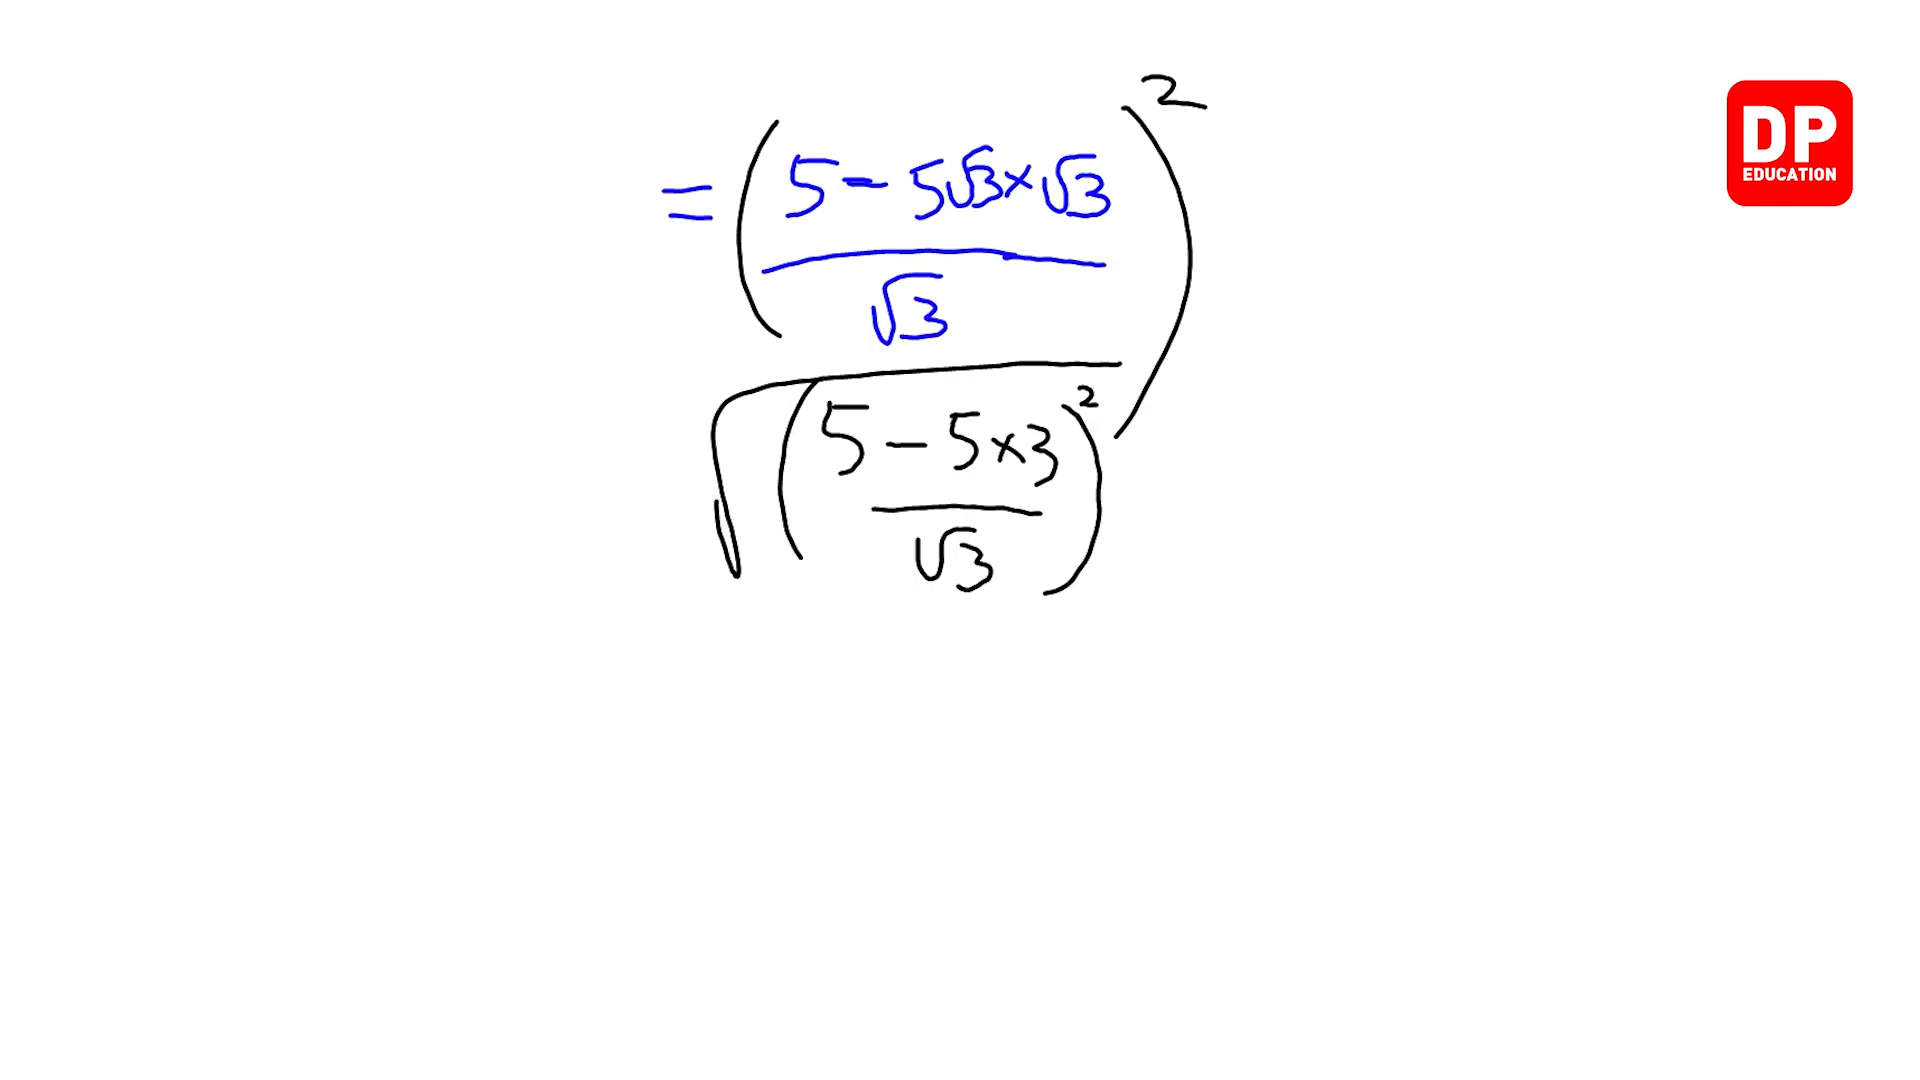 = ( (5 - 5√3 × √3) / √3
√( (5 - 5 × 3) / √3 )² )²
DP
EDUCATION